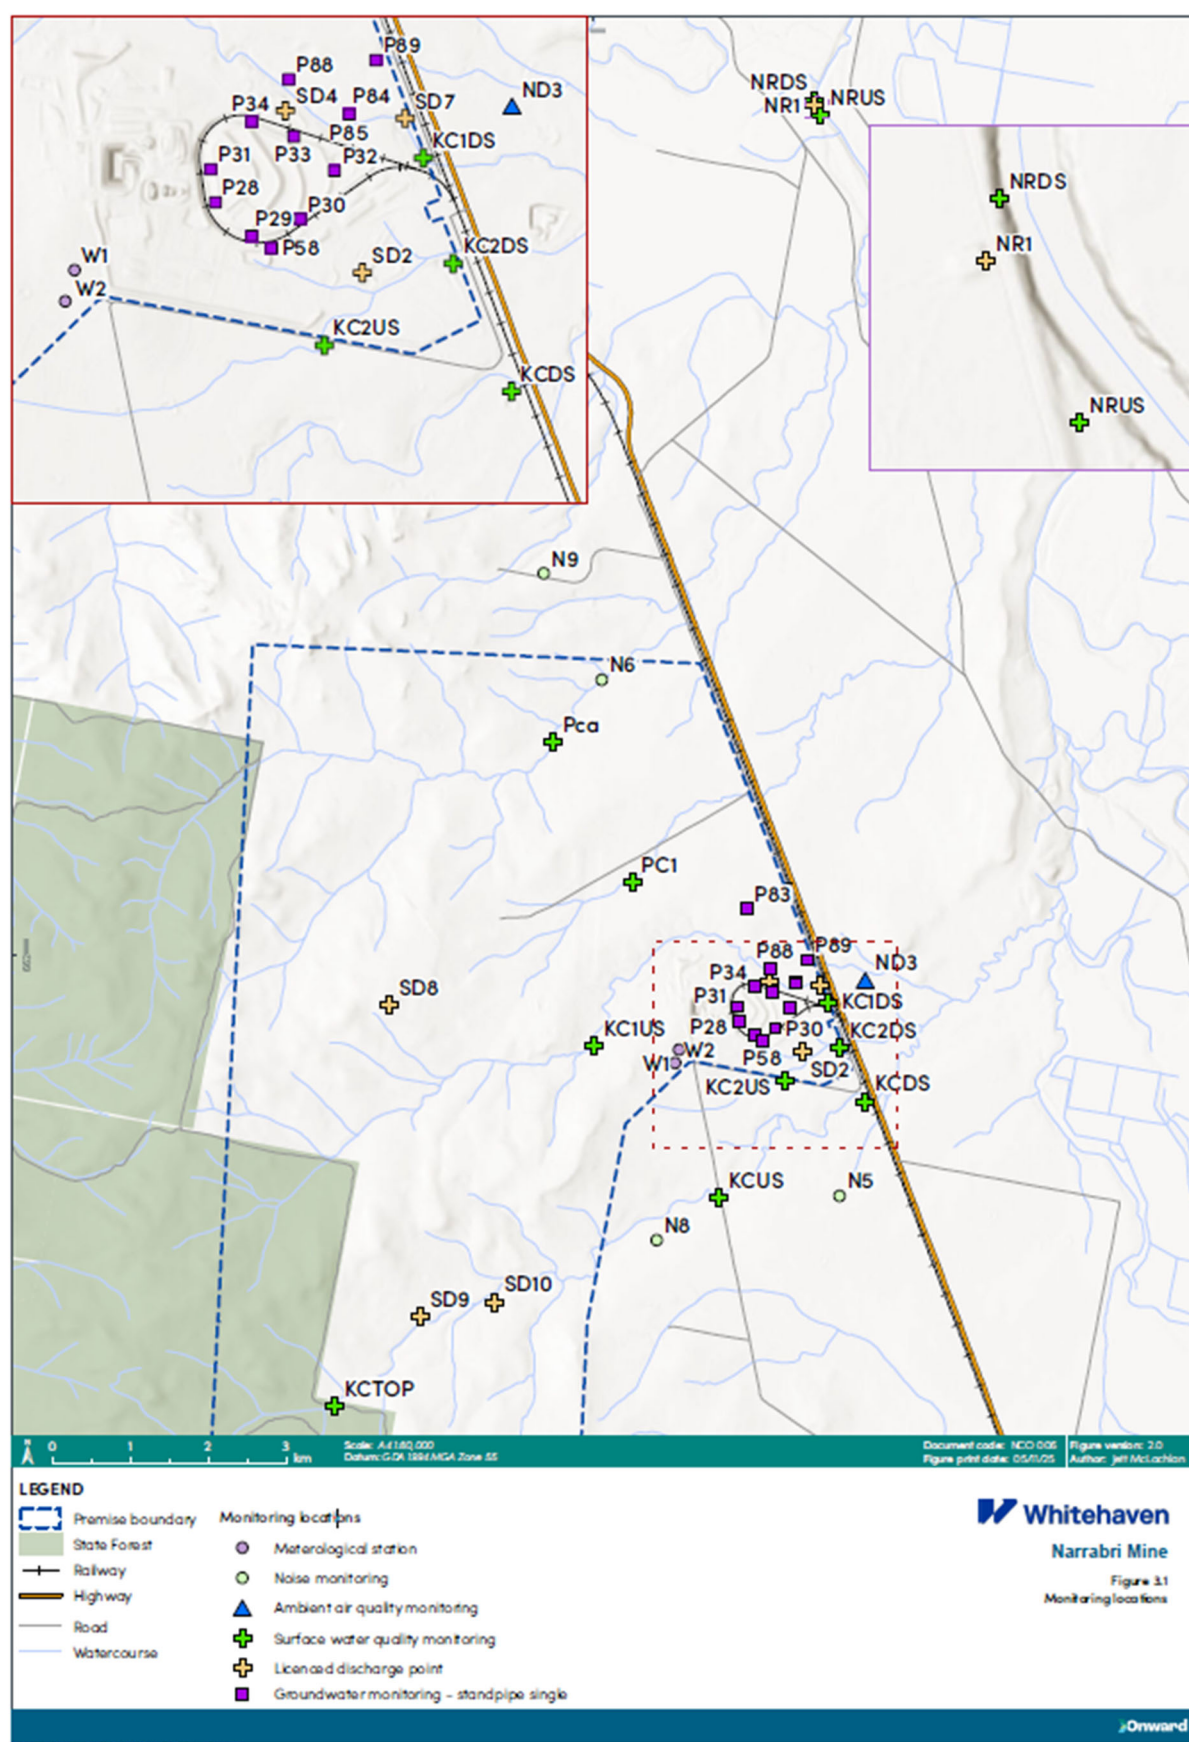 P89
P88
ND3
SD4
P84
SD7
P34
P85
KC1DS
P33
P31
P32
P28
P29
P30
KC2DS
P58
SD2
W1
W2
KC2US
KCDS
NRDS
NR1
NRUS
NRDS
NR1
NRUS
N9
N6
Pca
PC1
P83
P89
P88
ND3
P34
SD8
P31
KC1DS
KC1US
P28
P30
KC2DS
W2
P58
W1
SD2
KC2US
KCDS
KCUS
N5
N8
SD10
SD9
KCTOP
N
0 1 2 3
km
Scale: A4 1:80,000
Datum: GDA 1994 MGA Zone 55
Document code: NCO 006
Figure print date: 05/11/25
Figure version: 2.0
Author: Jett McLachlan
LEGEND
Premise boundary
State Forest
Railway
Highway
Road
Watercourse
Monitoring locations
Meterological station
Noise monitoring
Ambient air quality monitoring
Surface water quality monitoring
Licenced discharge point
Groundwater monitoring - standpipe single
Whitehaven
Narrabri Mine
Figure 3.1
Monitoring locations
Onward